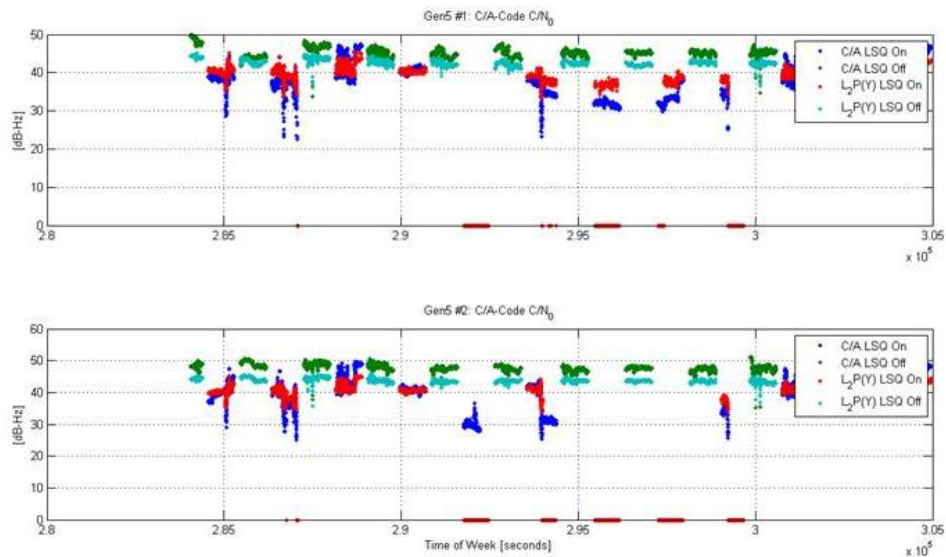 Gen5 #1: C/A-Code C/N0
50
40
30
20
10
0
[dB-Hz]
C/A LSQ On
C/A LSQ Off
L2P(Y) LSQ On
L2P(Y) LSQ Off
2.8 2.85 2.9 2.95 3 3.05
x 10^5
Gen5 #2: C/A-Code C/N0
60
50
40
30
20
10
0
[dB-Hz]
C/A LSQ On
C/A LSQ Off
L2P(Y) LSQ On
L2P(Y) LSQ Off
2.8 2.85 2.9 2.95 3 3.05
Time of Week [seconds]
x 10^5